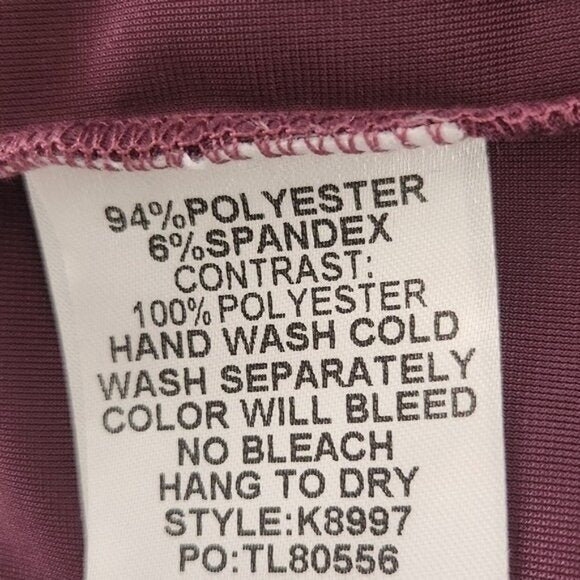 94%POLYESTER
6%SPANDEX
CONTRAST:
100%POLYESTER
HAND WASH COLD
WASH SEPARATELY
COLOR WILL BLEED
NO BLEACH
HANG TO DRY
STYLE:K8997
PO:TL80556